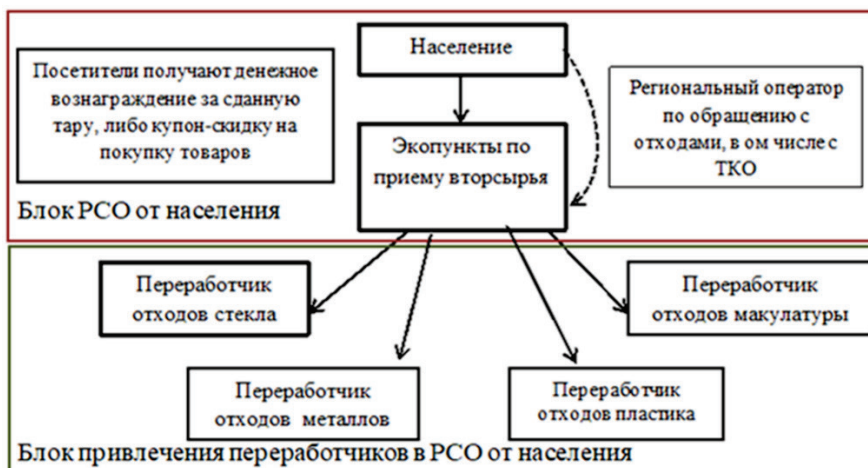 Население
Посетители получают денежное
вознаграждение за сданную
тару, либо купон-скидку на
покупку товаров
Региональный оператор
по обращению с
отходами, в ом числе с
ТКО
Экопункты по
приему вторсырья
Блок РСО от населения
Переработчик
отходов стекла
Переработчик
отходов макулатуры
Переработчик
отходов металлов
Переработчик
отходов пластика
Блок привлечения переработчиков в РСО от населения